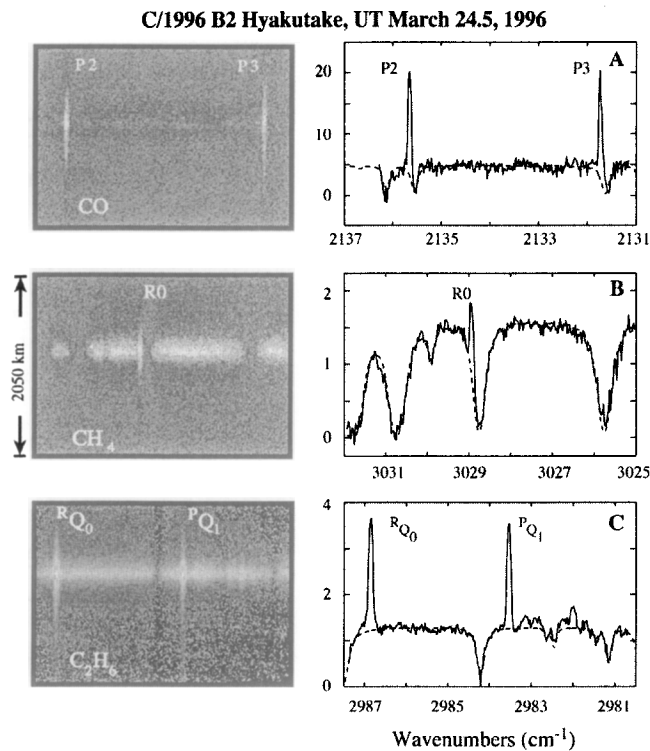 C/1996 B2 Hyakutake, UT March 24.5, 1996
P2 P3
CO
A
P2 P3
20
10
0
2137 2135 2133 2131
2050 km
R0
CH4
B
R0
2
1
0
3031 3029 3027 3025
RQ0 PQ1
C2H6
C
RQ0 PQ1
4
2
0
2987 2985 2983 2981
Wavenumbers (cm-1)